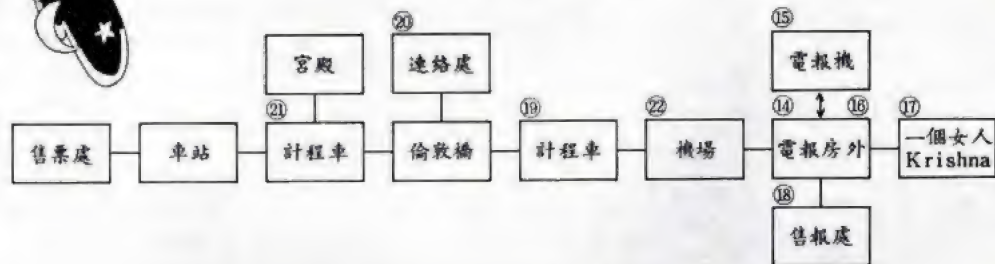 ⑳ ⑮
宮殿 連絡處 電報機
㉑ ⑲ ㉒ ⑭ ⑯ ⑰
售票處 車站 計程車 倫敦橋 計程車 機場 電報房外 一個女人
Krishna
⑱
售報處